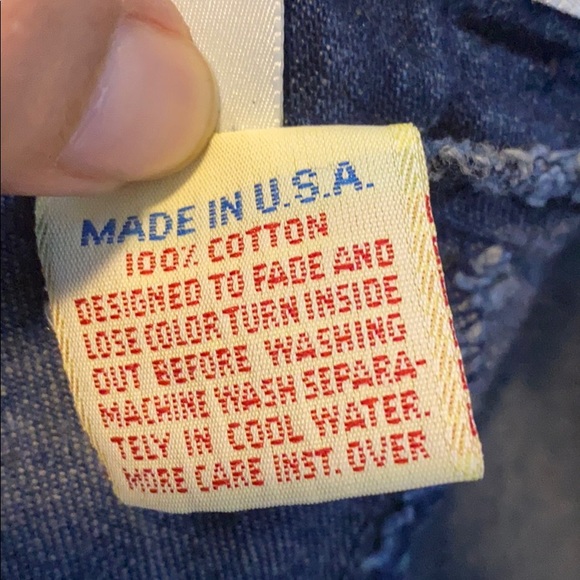 MADE IN U.S.A.
100% COTTON
DESIGNED TO FADE AND
LOSE COLOR TURN INSIDE
OUT BEFORE WASHING
MACHINE WASH SEPARA-
TELY IN COOL WATER.
MORE CARE INST. OVER